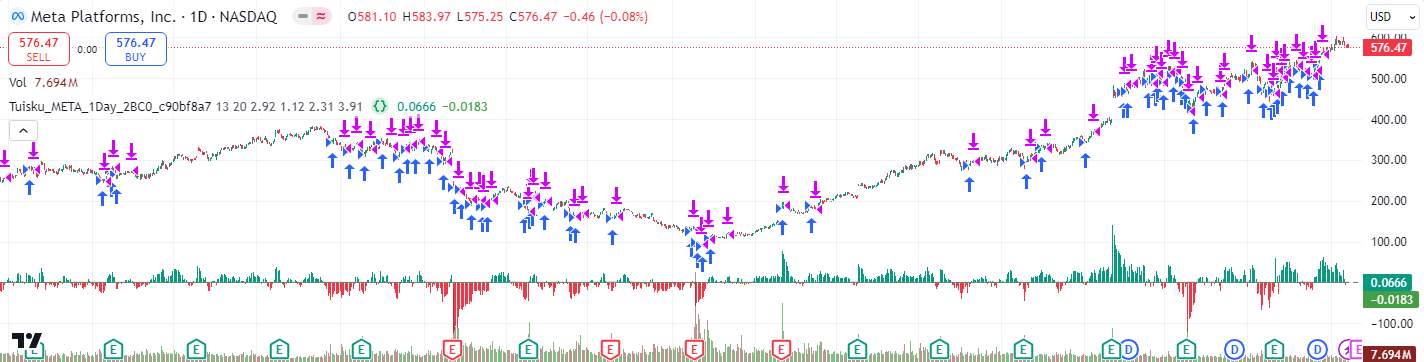 Meta Platforms, Inc. · 1D · NASDAQ O581.10 H583.97 L575.25 C576.47 −0.46 (−0.08%) USD
600.00
576.47 SELL 0.00 576.47 BUY 576.47
Vol 7.694M
500.00
Tuisku_META_1Day_2BC0_c90bf8a7 13 20 2.92 1.12 2.31 3.91 {} 0.0666 −0.0183
400.00
300.00
200.00
100.00
0.0666
−0.0183
−100.00
E E E E E E E E E E E E E E D E E D E
7.694M